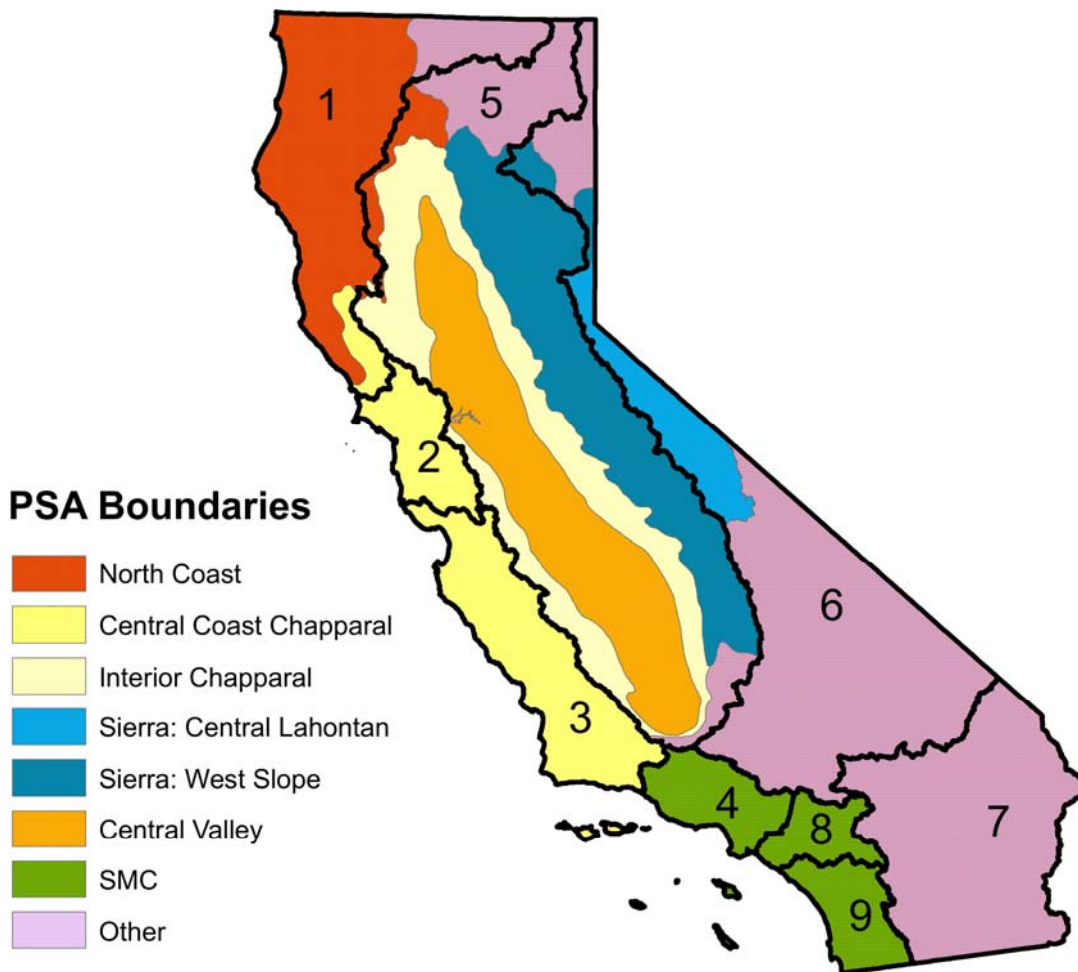 1
5
2
PSA Boundaries
North Coast
Central Coast Chapparal
Interior Chapparal
Sierra: Central Lahontan
Sierra: West Slope
Central Valley
SMC
Other
6
3
4
8
7
9